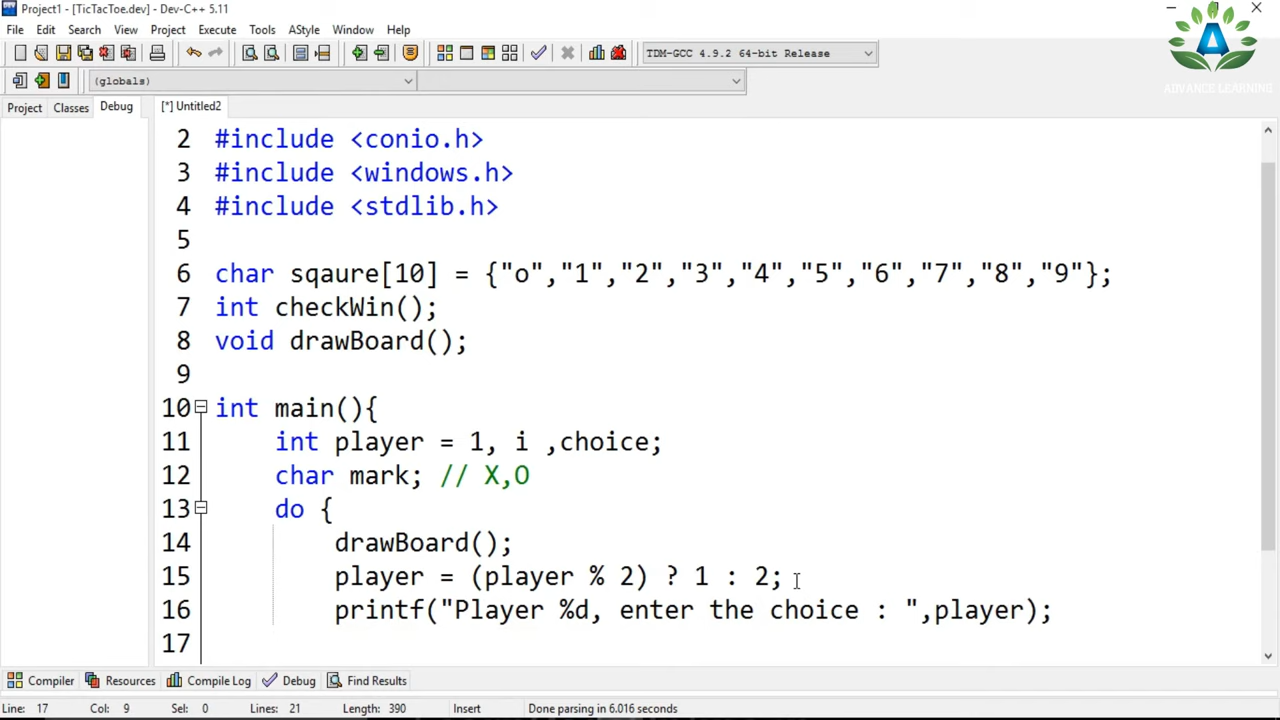 Project1 - [TicTacToe.dev] - Dev-C++ 5.11
File Edit Search View Project Execute Tools AStyle Window Help
TDM-GCC 4.9.2 64-bit Release
(globals)
ADVANCE LEARNING
Project Classes Debug [*] Untitled2
2 #include <conio.h>
3 #include <windows.h>
4 #include <stdlib.h>
5
6 char sqaure[10] = {"o","1","2","3","4","5","6","7","8","9"};
7 int checkWin();
8 void drawBoard();
9
10 int main(){
11 int player = 1, i ,choice;
12 char mark; // X,O
13 do {
14 drawBoard();
15 player = (player % 2) ? 1 : 2;
16 printf("Player %d, enter the choice : ",player);
17
Compiler Resources Compile Log Debug Find Results
Line: 17 Col: 9 Sel: 0 Lines: 21 Length: 390 Insert Done parsing in 6.016 seconds